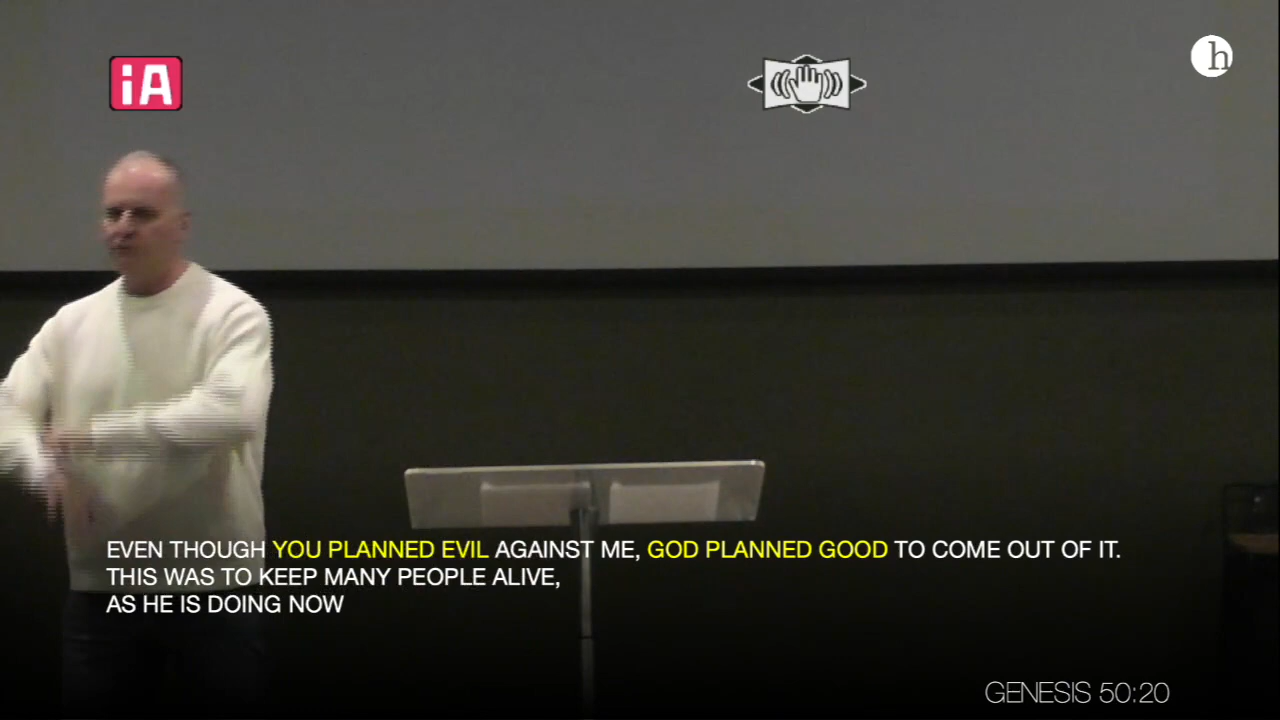 iA
h
EVEN THOUGH YOU PLANNED EVIL AGAINST ME, GOD PLANNED GOOD TO COME OUT OF IT.
THIS WAS TO KEEP MANY PEOPLE ALIVE,
AS HE IS DOING NOW
GENESIS 50:20